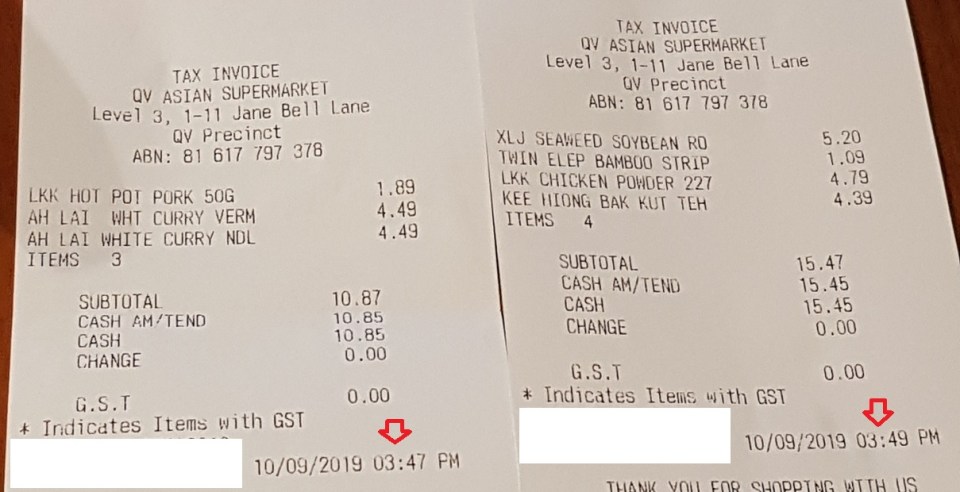 TAX INVOICE
QV ASIAN SUPERMARKET
Level 3, 1-11 Jane Bell Lane
QV Precinct
ABN: 81 617 797 378
LKK HOT POT PORK 50G 1.89
AH LAI WHT CURRY VERM 4.49
AH LAI WHITE CURRY NDL 4.49
ITEMS 3
SUBTOTAL 10.87
CASH AM/TEND 10.85
CASH 10.85
CHANGE 0.00
G.S.T 0.00
* Indicates Items with GST
10/09/2019 03:47 PM
TAX INVOICE
QV ASIAN SUPERMARKET
Level 3, 1-11 Jane Bell Lane
QV Precinct
ABN: 81 617 797 378
XLJ SEAWEED SOYBEAN RO 5.20
TWIN ELEP BAMBOO STRIP 1.09
LKK CHICKEN POWDER 227 4.79
KEE HIONG BAK KUT TEH 4.39
ITEMS 4
SUBTOTAL 15.47
CASH AM/TEND 15.45
CASH 15.45
CHANGE 0.00
G.S.T 0.00
* Indicates Items with GST
10/09/2019 03:49 PM
THANK YOU FOR SHOPPING WITH US